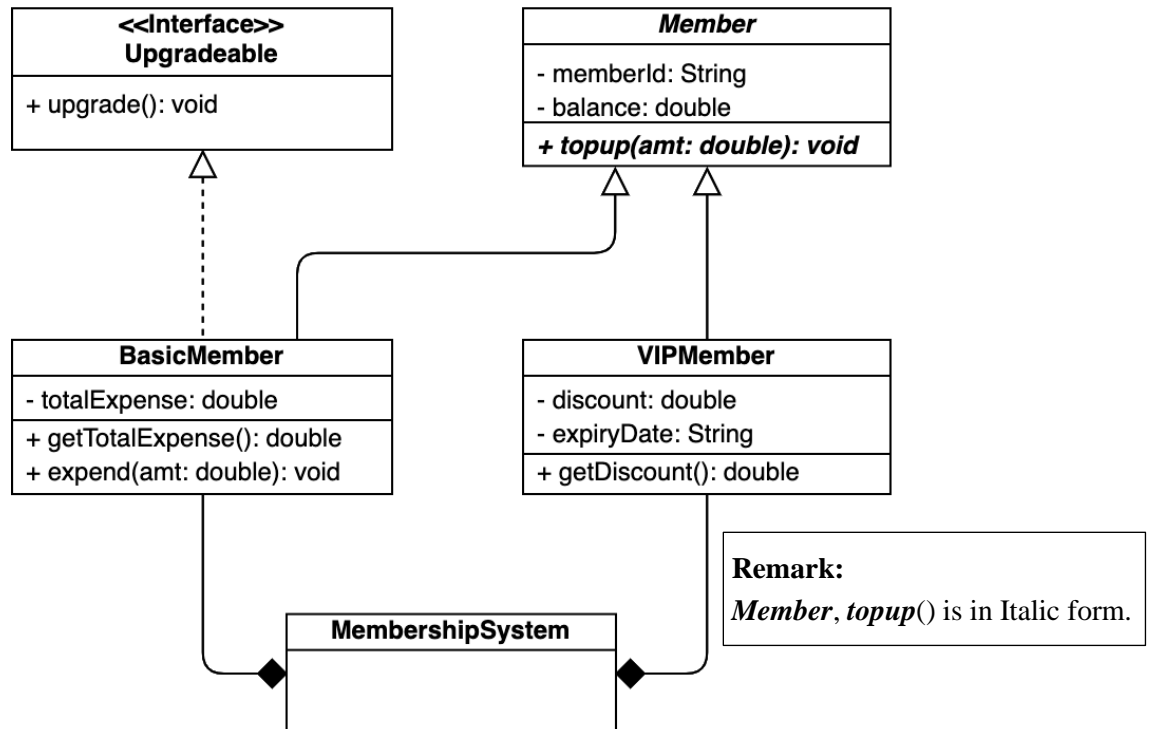 <<Interface>>
Upgradeable
+ upgrade(): void
Member
- memberId: String
- balance: double
+ topup(amt: double): void
BasicMember
- totalExpense: double
+ getTotalExpense(): double
+ expend(amt: double): void
VIPMember
- discount: double
- expiryDate: String
+ getDiscount(): double
Remark:
Member, topup() is in Italic form.
MembershipSystem